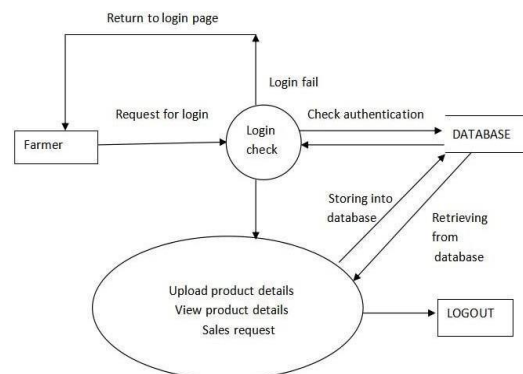 Return to login page
Login fail
Request for login
Check authentication
Farmer
Login
check
DATABASE
Storing into
database
Retrieving
from
database
Upload product details
View product details
Sales request
LOGOUT